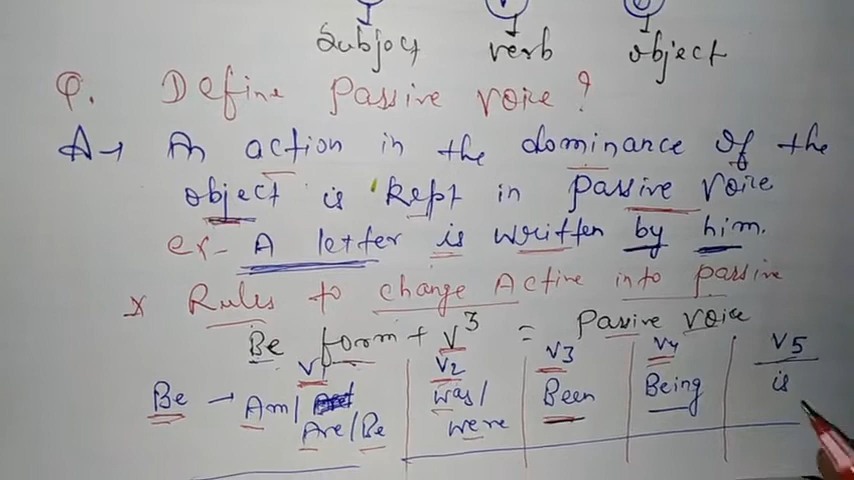 Subject verb object
Q. Define Passive voice?
A→ An action in the dominance of the
object is kept in passive voice
ex- A letter is written by him.
x Rules to change Active into passive
Be form + V3 = Passive voice
V1 V2 V3 V4 V5
Be → Am/ was/ Been Being is
Are/Be were